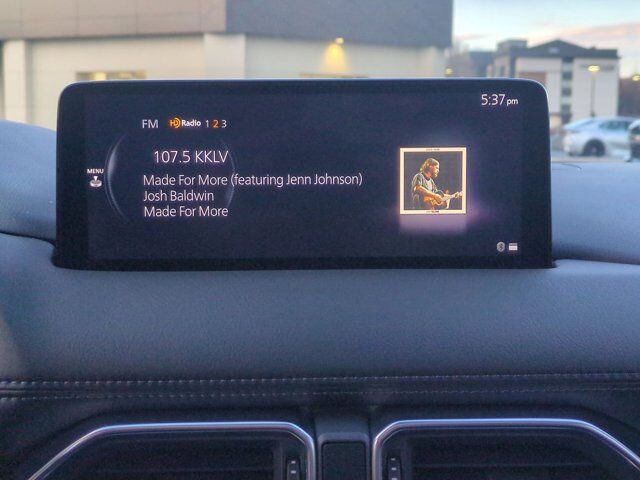 5:37 pm
FM HD Radio 1 2 3
107.5 KKLV
MENU
Made For More (featuring Jenn Johnson)
Josh Baldwin
Made For More